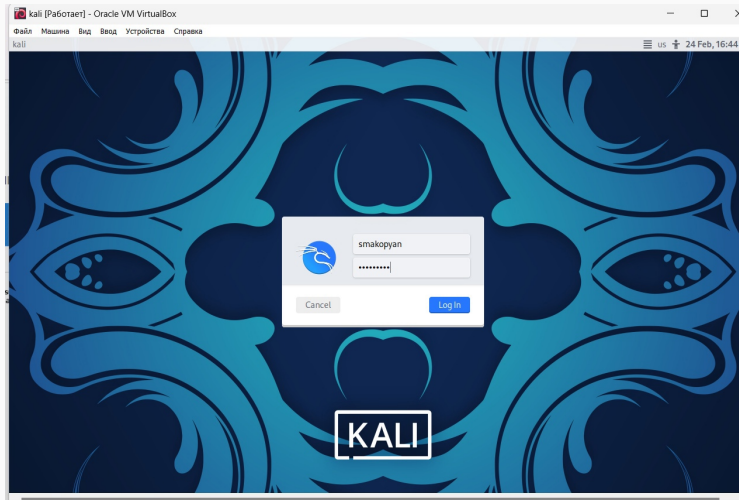 kali [Работает] - Oracle VM VirtualBox
Файл Машина Вид Ввод Устройства Справка
kali us 24 Feb, 16:44
smakopyan
•••••••••
Cancel Log In
KALI